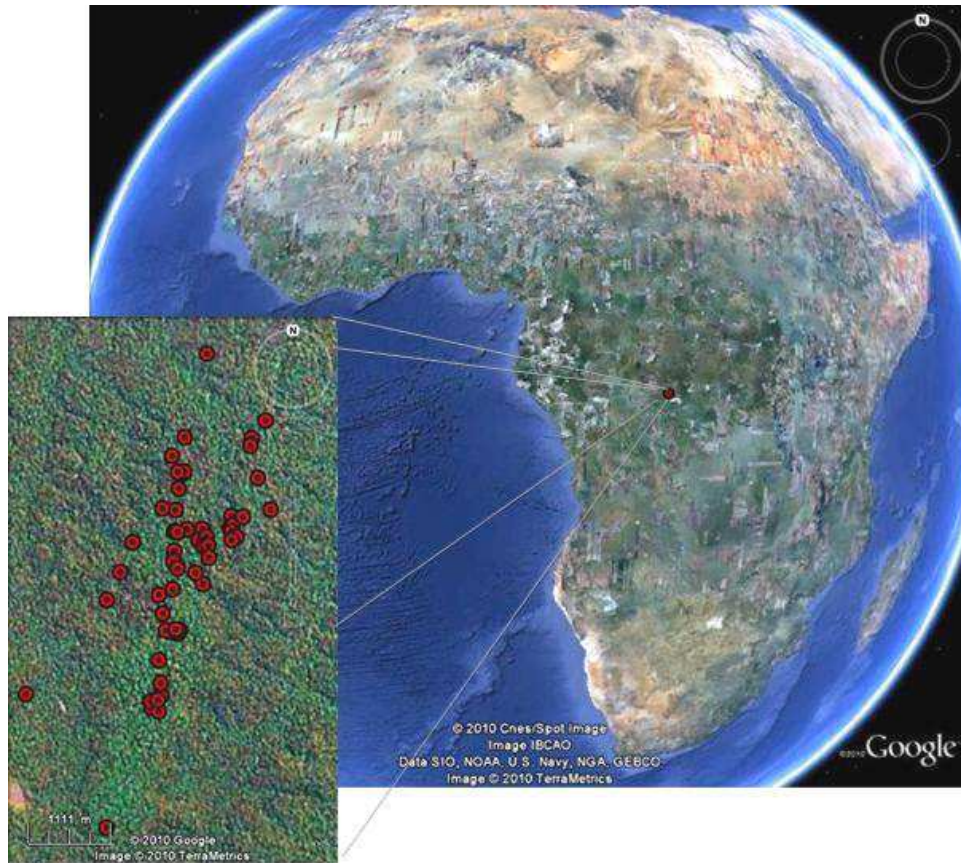 N
N
© 2010 Cnes/Spot Image
Image IBCAO
Data SIO, NOAA, U.S. Navy, NGA, GEBCO
Image © 2010 TerraMetrics
©2010 Google
1111 m
© 2010 Google
Image © 2010 TerraMetrics